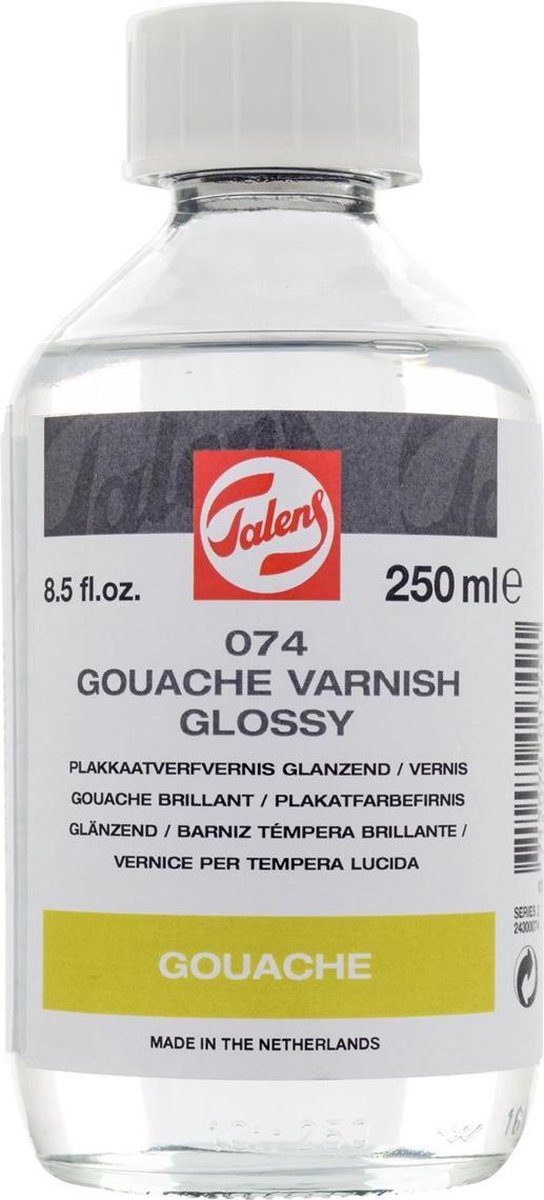 Talens
8.5 fl.oz.
250 ml e
074
GOUACHE VARNISH
GLOSSY
PLAKKAATVERFVERNIS GLANZEND / VERNIS
GOUACHE BRILLANT / PLAKATFARBEFIRNIS
GLÄNZEND / BARNIZ TÉMPERA BRILLANTE /
VERNICE PER TEMPERA LUCIDA
SERIES
GOUACHE
MADE IN THE NETHERLANDS